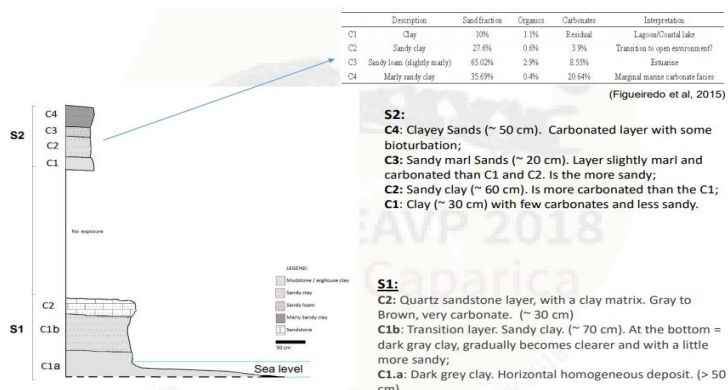 Description Sand fraction Organics Carbonates Interpretation
C1 Clay 10% 1.1% Residual Lagoon/Coastal lake
C2 Sandy clay 27.6% 0.6% 3.9% Transition to open environment?
C3 Sandy loam (slightly marly) 65.02% 2.9% 8.55% Estuarine
C4 Marly sandy clay 35.69% 0.4% 20.64% Marginal marine carbonate facies
(Figueiredo et al, 2015)
S2
C4
C3
C2
C1
No exposure
S2:
C4: Clayey Sands (~ 50 cm). Carbonated layer with some
bioturbation;
C3: Sandy marl Sands (~ 20 cm). Layer slightly marl and
carbonated than C1 and C2. Is the more sandy;
C2: Sandy clay (~ 60 cm). Is more carbonated than the C1;
C1: Clay (~ 30 cm) with few carbonates and less sandy.
EAVP 2018
Caparica
LEGEND:
Mudstone / argillouse clay
Sandy clay
Sandy loam
Marly Sandy clay
Sandstone
50 cm
S1
C2
C1b
C1a
Sea level
S1:
C2: Quartz sandstone layer, with a clay matrix. Gray to
Brown, very carbonate. (~ 30 cm)
C1b: Transition layer. Sandy clay. (~ 70 cm). At the bottom =
dark gray clay, gradually becomes clearer and with a little
more sandy;
C1.a: Dark grey clay. Horizontal homogeneous deposit. (> 50
cm)